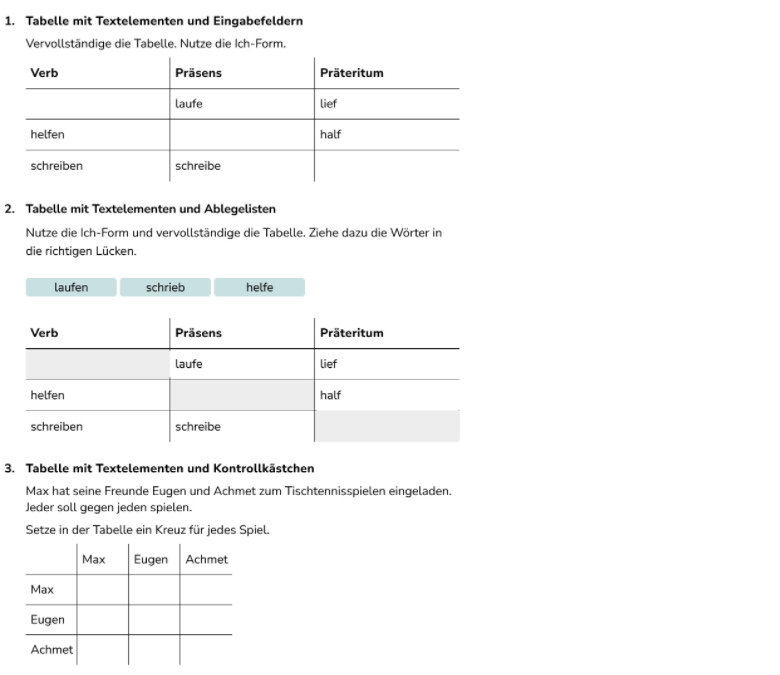 1. Tabelle mit Textelementen und Eingabefeldern
Vervollständige die Tabelle. Nutze die Ich-Form.
Verb Präsens Präteritum
laufe lief
helfen half
schreiben schreibe
2. Tabelle mit Textelementen und Ablegelisten
Nutze die Ich-Form und vervollständige die Tabelle. Ziehe dazu die Wörter in
die richtigen Lücken.
laufen schrieb helfe
Verb Präsens Präteritum
laufe lief
helfen half
schreiben schreibe
3. Tabelle mit Textelementen und Kontrollkästchen
Max hat seine Freunde Eugen und Achmet zum Tischtennisspielen eingeladen.
Jeder soll gegen jeden spielen.
Setze in der Tabelle ein Kreuz für jedes Spiel.
Max Eugen Achmet
Max
Eugen
Achmet